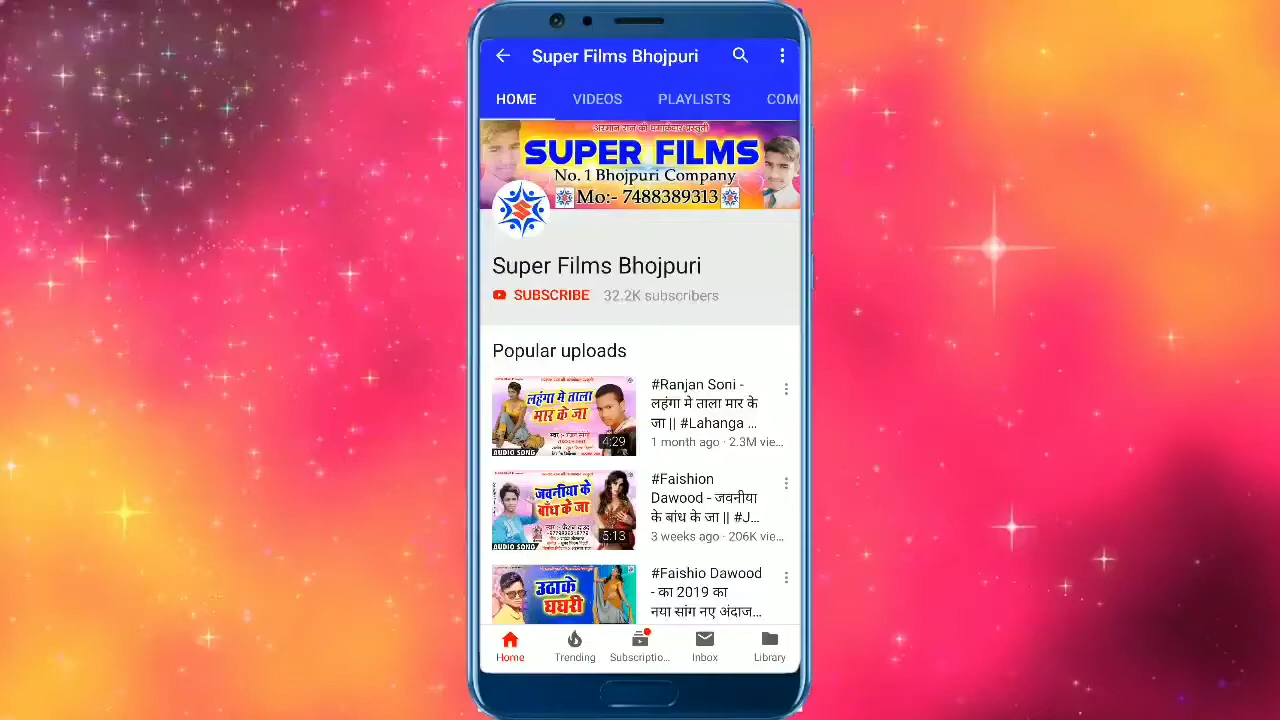 Super Films Bhojpuri
HOME VIDEOS PLAYLISTS COM
अरमान राज की धमाकेदार प्रस्तुती
SUPER FILMS
No. 1 Bhojpuri Company
Mo:- 7488389313
Super Films Bhojpuri
SUBSCRIBE 32.2K subscribers
Popular uploads
लहंगा मे ताला
मार के जा
4:29
AUDIO SONG
#Ranjan Soni -
लहंगा मे ताला मार के
जा || #Lahanga ...
1 month ago · 2.3M vie...
जवनीया के
बाँध के जा
5:13
AUDIO SONG
#Faishion
Dawood - जवनीया
के बांध के जा || #J...
3 weeks ago · 206K vie...
उठाके
घघरी
#Faishio Dawood
- का 2019 का
नया सांग नए अंदाज...
Home Trending Subscriptio... Inbox Library